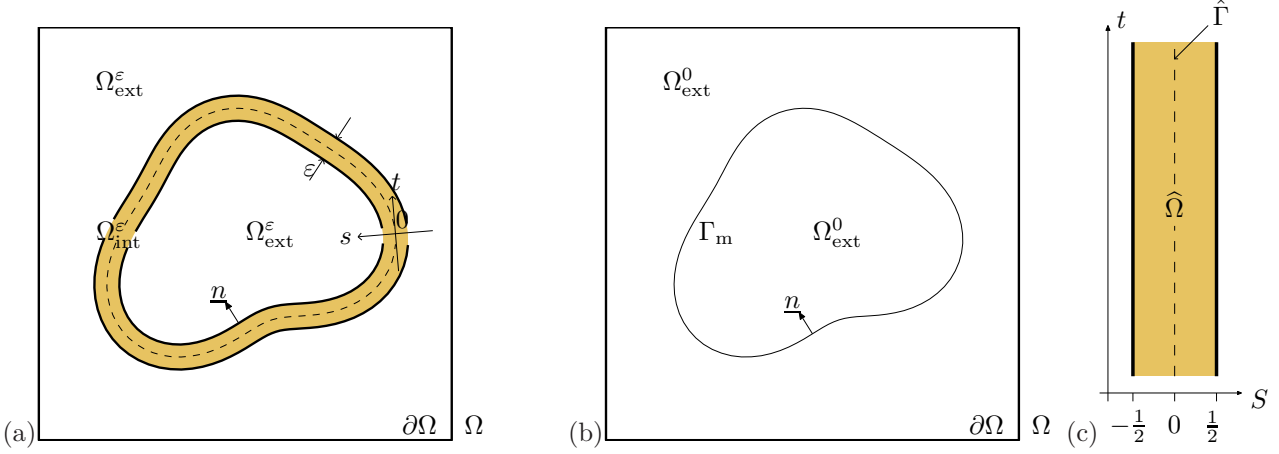 Ω^ε_ext
ε
t
0
Ω^ε_int
Ω^ε_ext
s
n
∂Ω
Ω
(a)
Ω^0_ext
Γ_m
Ω^0_ext
n
∂Ω
Ω
(b)
t
Γ̂
Ω̂
S
-1/2
0
1/2
(c)